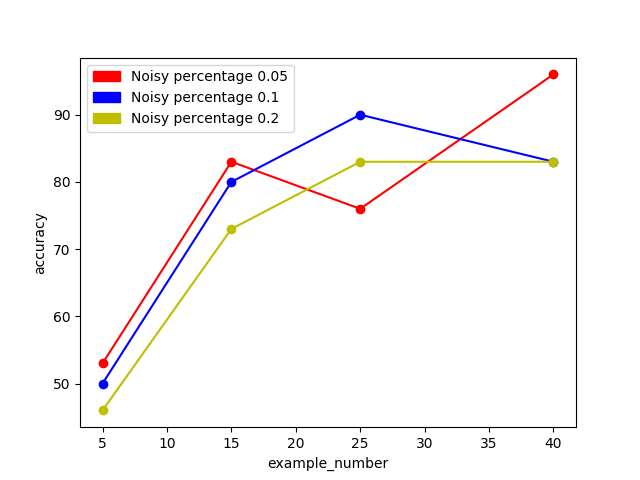 Noisy percentage 0.05
Noisy percentage 0.1
Noisy percentage 0.2
accuracy
90
80
70
60
50
5 10 15 20 25 30 35 40
example_number